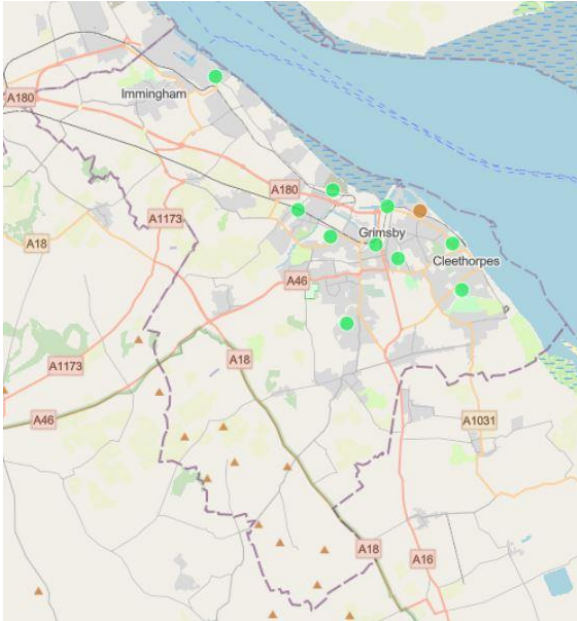 Immingham
A180
A180
A1173
Grimsby
A18
Cleethorpes
A46
A18
A1173
A46
A1031
A18
A16